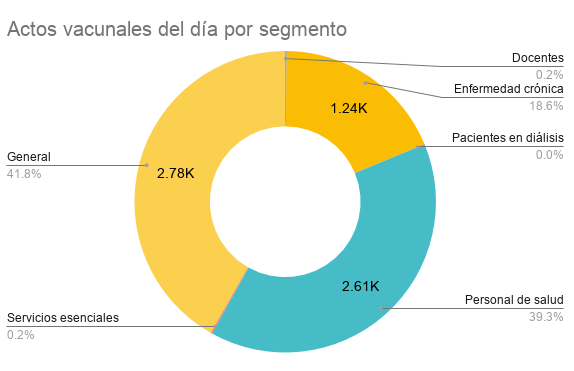 Actos vacunales del día por segmento
Docentes
0.2%
Enfermedad crónica
18.6%
1.24K
Pacientes en diálisis
0.0%
General
41.8%
2.78K
2.61K
Personal de salud
39.3%
Servicios esenciales
0.2%